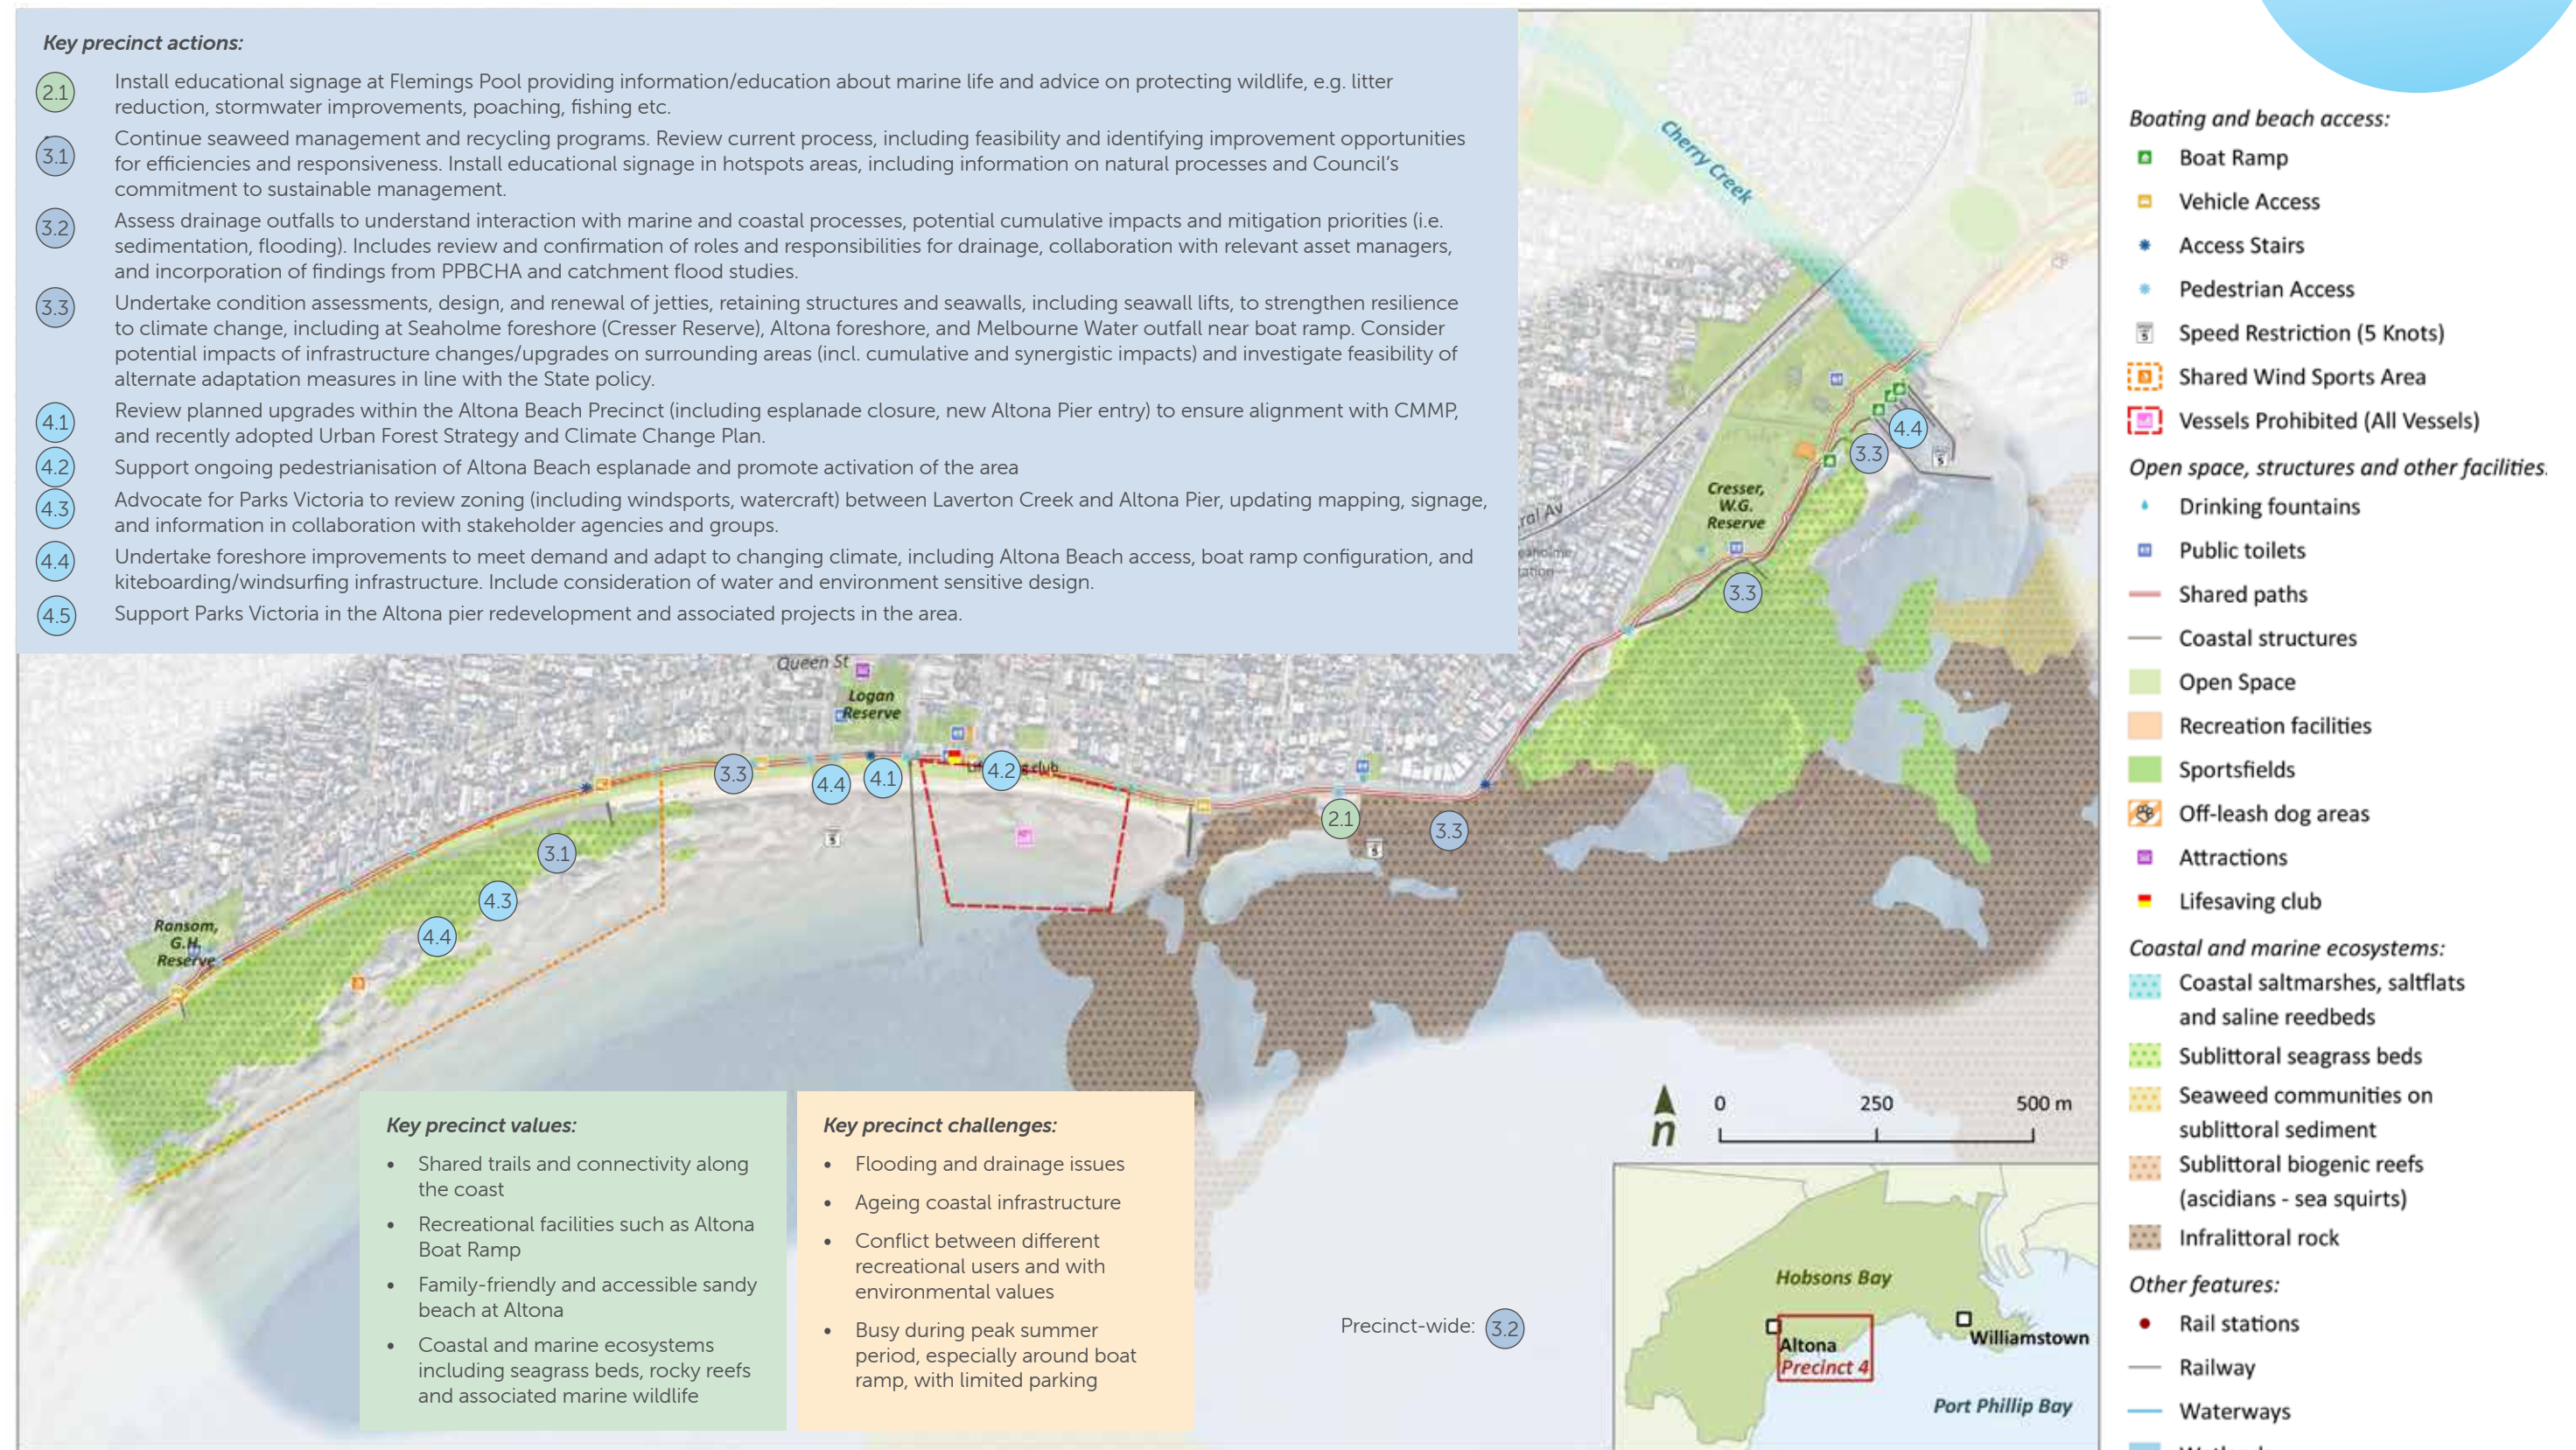 Key precinct actions:
2.1 Install educational signage at Flemings Pool providing information/education about marine life and advice on protecting wildlife, e.g. litter
reduction, stormwater improvements, poaching, fishing etc.
3.1 Continue seaweed management and recycling programs. Review current process, including feasibility and identifying improvement opportunities
for efficiencies and responsiveness. Install educational signage in hotspots areas, including information on natural processes and Council's
commitment to sustainable management.
3.2 Assess drainage outfalls to understand interaction with marine and coastal processes, potential cumulative impacts and mitigation priorities (i.e.
sedimentation, flooding). Includes review and confirmation of roles and responsibilities for drainage, collaboration with relevant asset managers,
and incorporation of findings from PPBCHA and catchment flood studies.
3.3 Undertake condition assessments, design, and renewal of jetties, retaining structures and seawalls, including seawall lifts, to strengthen resilience
to climate change, including at Seaholme foreshore (Cresser Reserve), Altona foreshore, and Melbourne Water outfall near boat ramp. Consider
potential impacts of infrastructure changes/upgrades on surrounding areas (incl. cumulative and synergistic impacts) and investigate feasibility of
alternate adaptation measures in line with the State policy.
4.1 Review planned upgrades within the Altona Beach Precinct (including esplanade closure, new Altona Pier entry) to ensure alignment with CMMP,
and recently adopted Urban Forest Strategy and Climate Change Plan.
4.2 Support ongoing pedestrianisation of Altona Beach esplanade and promote activation of the area
4.3 Advocate for Parks Victoria to review zoning (including windsports, watercraft) between Laverton Creek and Altona Pier, updating mapping, signage,
and information in collaboration with stakeholder agencies and groups.
4.4 Undertake foreshore improvements to meet demand and adapt to changing climate, including Altona Beach access, boat ramp configuration, and
kiteboarding/windsurfing infrastructure. Include consideration of water and environment sensitive design.
4.5 Support Parks Victoria in the Altona pier redevelopment and associated projects in the area.
Cherry Creek
4.4
3.3
5
Cresser,
W.G.
Reserve
ral Av
3.3
Queen St
Logan
Reserve
3.3
4.4
4.1
4.2
club
5
2.1
3.3
5
3.1
4.3
4.4
Ransom,
G.H.
Reserve
Key precinct values:
• Shared trails and connectivity along
the coast
• Recreational facilities such as Altona
Boat Ramp
• Family-friendly and accessible sandy
beach at Altona
• Coastal and marine ecosystems
including seagrass beds, rocky reefs
and associated marine wildlife
Key precinct challenges:
• Flooding and drainage issues
• Ageing coastal infrastructure
• Conflict between different
recreational users and with
environmental values
• Busy during peak summer
period, especially around boat
ramp, with limited parking
Precinct-wide: 3.2
n
0 250 500 m
Hobsons Bay
Altona
Precinct 4
Williamstown
Port Phillip Bay
Boating and beach access:
Boat Ramp
Vehicle Access
Access Stairs
Pedestrian Access
5 Speed Restriction (5 Knots)
Shared Wind Sports Area
Vessels Prohibited (All Vessels)
Open space, structures and other facilities:
Drinking fountains
Public toilets
Shared paths
Coastal structures
Open Space
Recreation facilities
Sportsfields
Off-leash dog areas
Attractions
Lifesaving club
Coastal and marine ecosystems:
Coastal saltmarshes, saltflats
and saline reedbeds
Sublittoral seagrass beds
Seaweed communities on
sublittoral sediment
Sublittoral biogenic reefs
(ascidians - sea squirts)
Infralittoral rock
Other features:
Rail stations
Railway
Waterways